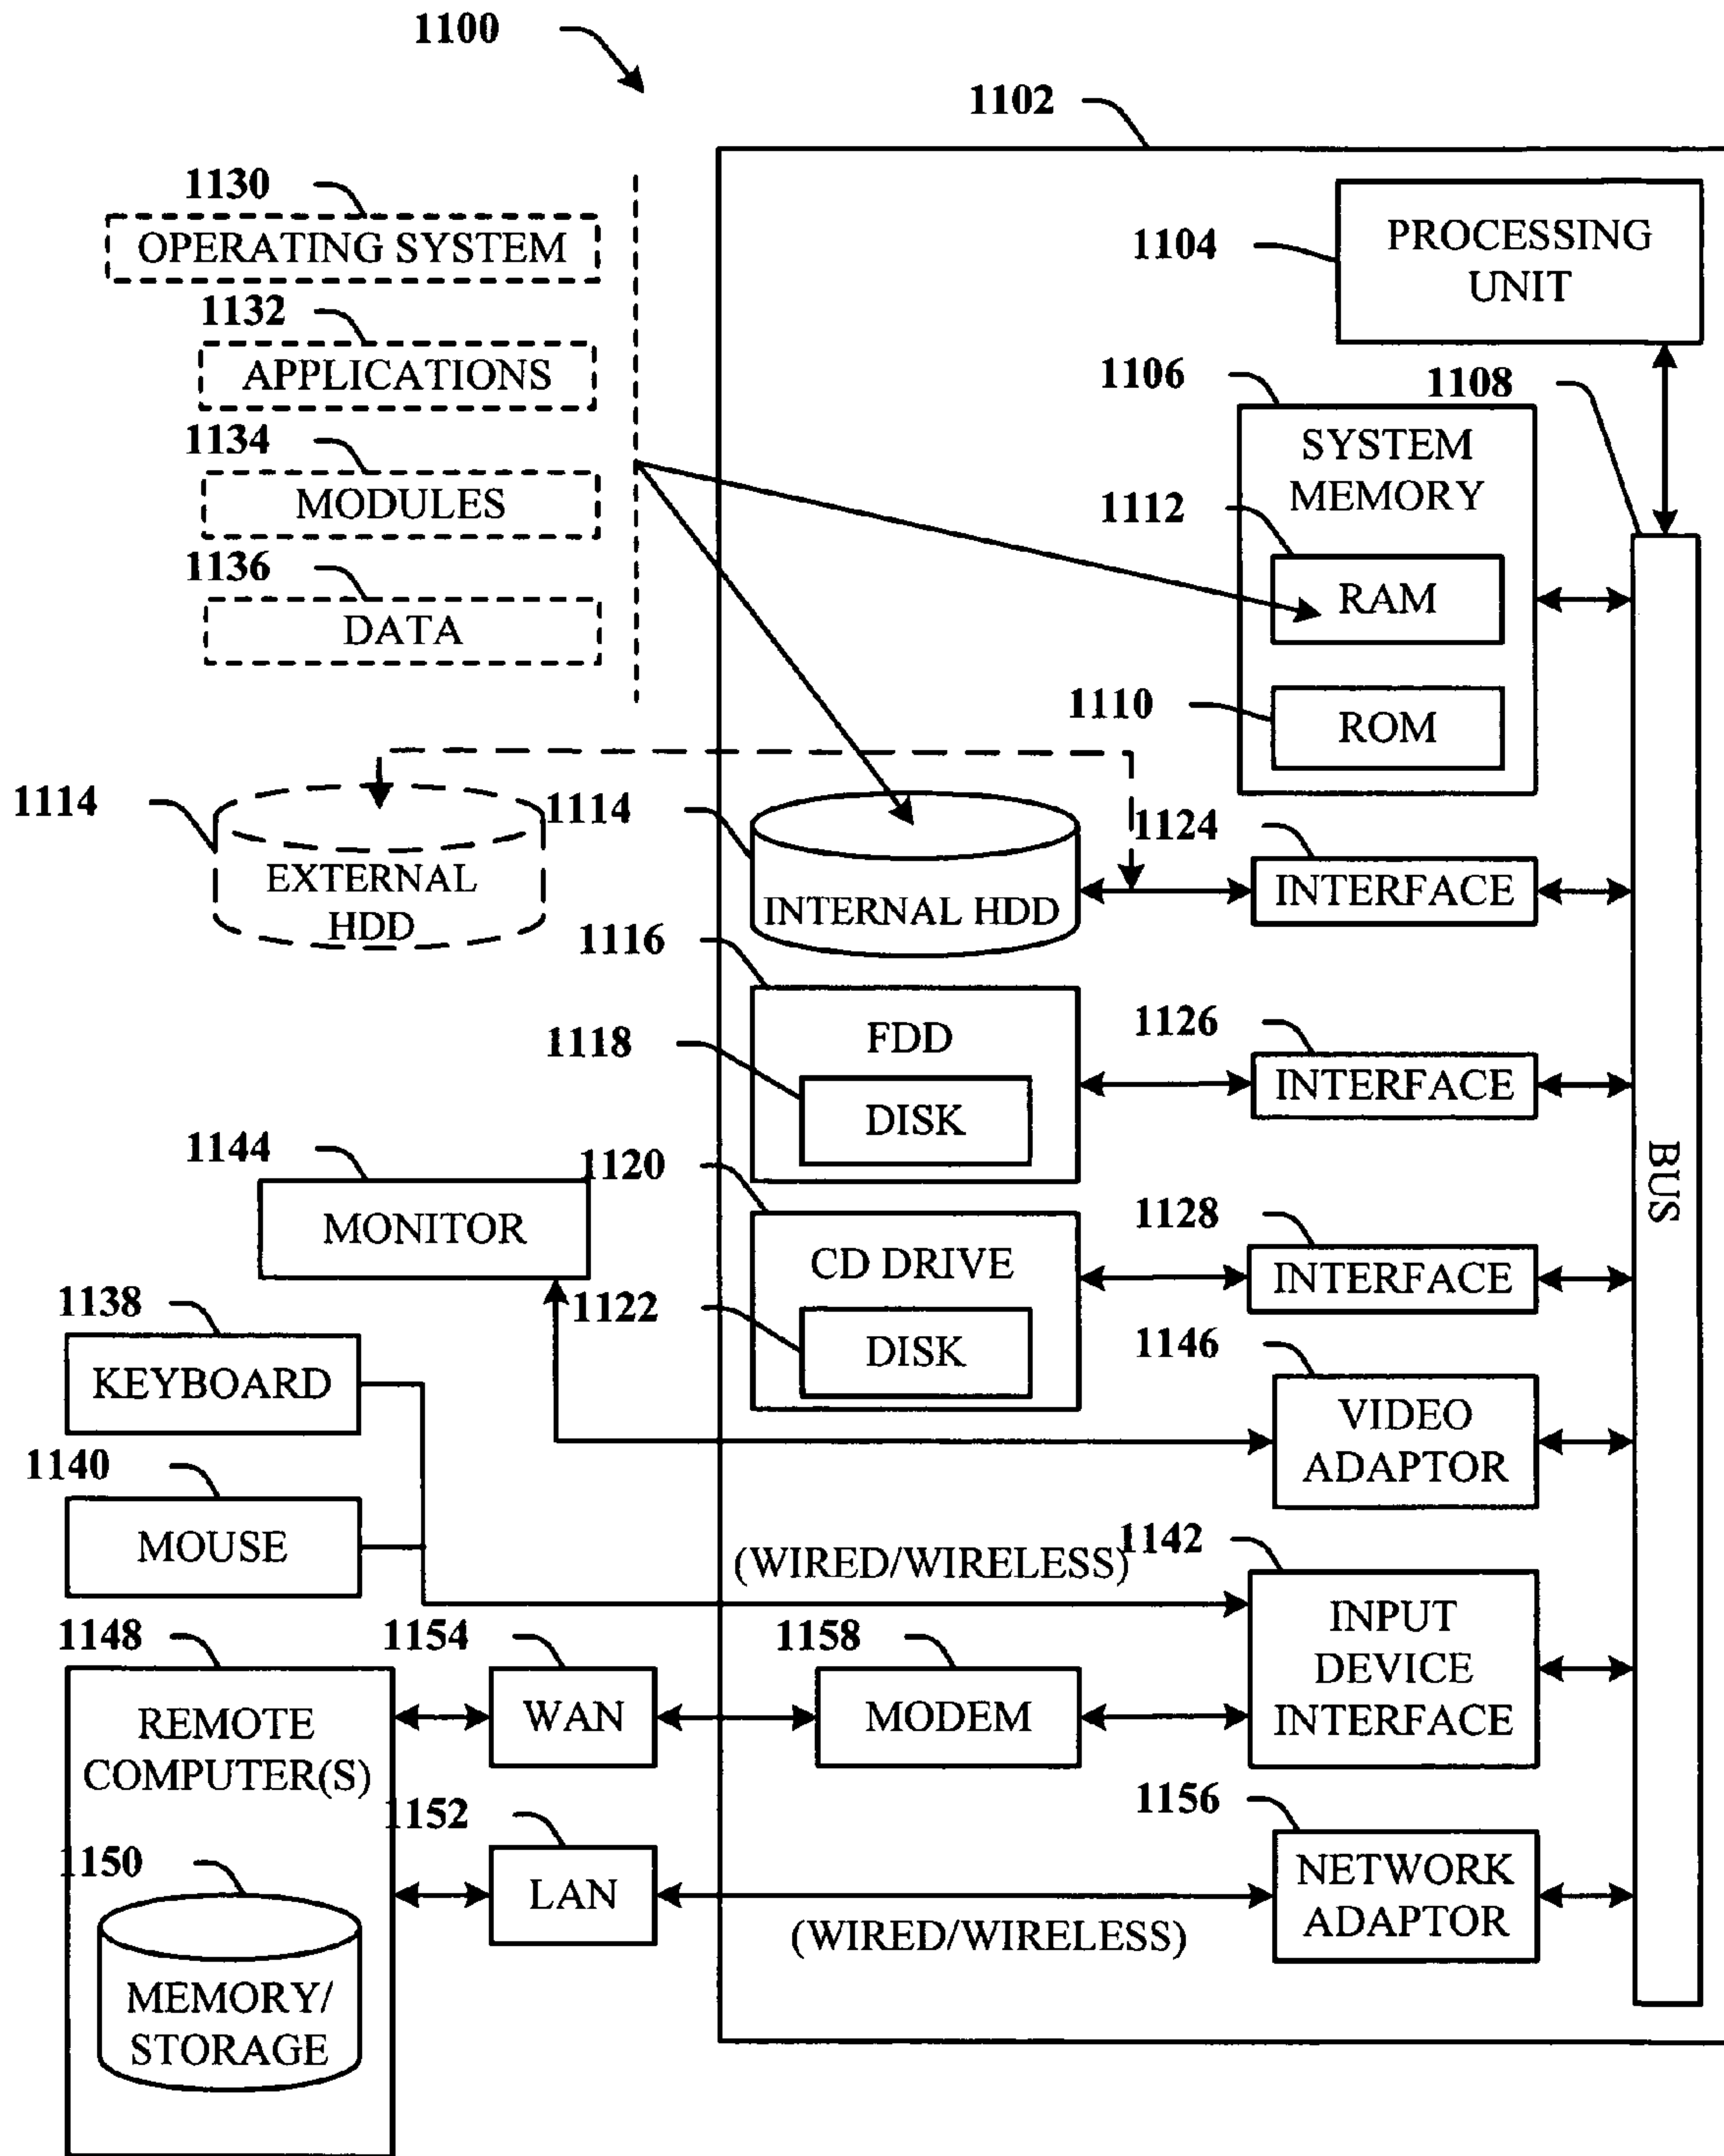 1100
1102
1130
OPERATING SYSTEM
1104
PROCESSING
UNIT
1132
APPLICATIONS
1106
1108
SYSTEM
MEMORY
1134
MODULES
1112
RAM
1136
DATA
1110
ROM
1114
EXTERNAL
HDD
1114
INTERNAL HDD
1124
INTERFACE
1116
FDD
1118
DISK
1126
INTERFACE
BUS
1144
MONITOR
1120
CD DRIVE
1122
DISK
1128
INTERFACE
1138
KEYBOARD
1146
VIDEO
ADAPTOR
1140
MOUSE
(WIRED/WIRELESS)
1142
INPUT
DEVICE
INTERFACE
1148
REMOTE
COMPUTER(S)
1154
WAN
1158
MODEM
1152
LAN
1156
NETWORK
ADAPTOR
(WIRED/WIRELESS)
1150
MEMORY/
STORAGE